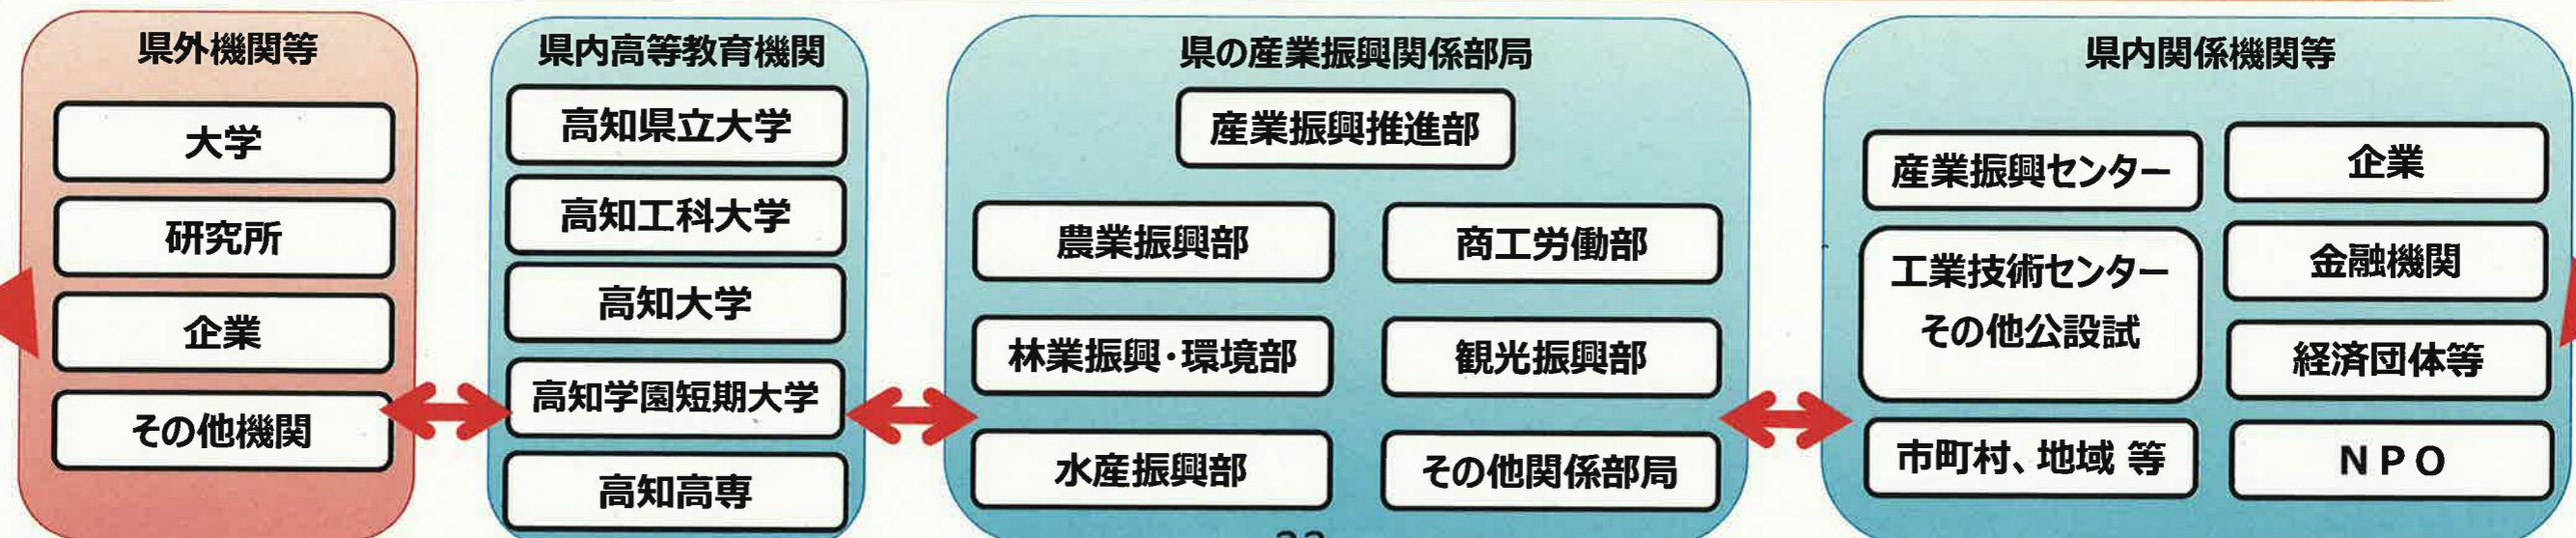 県外機関等
大学
研究所
企業
その他機関
県内高等教育機関
高知県立大学
高知工科大学
高知大学
高知学園短期大学
高知高専
県の産業振興関係部局
産業振興推進部
農業振興部
商工労働部
林業振興・環境部
観光振興部
水産振興部
その他関係部局
県内関係機関等
産業振興センター
企業
工業技術センター
その他公設試
金融機関
経済団体等
市町村、地域 等
ＮＰＯ